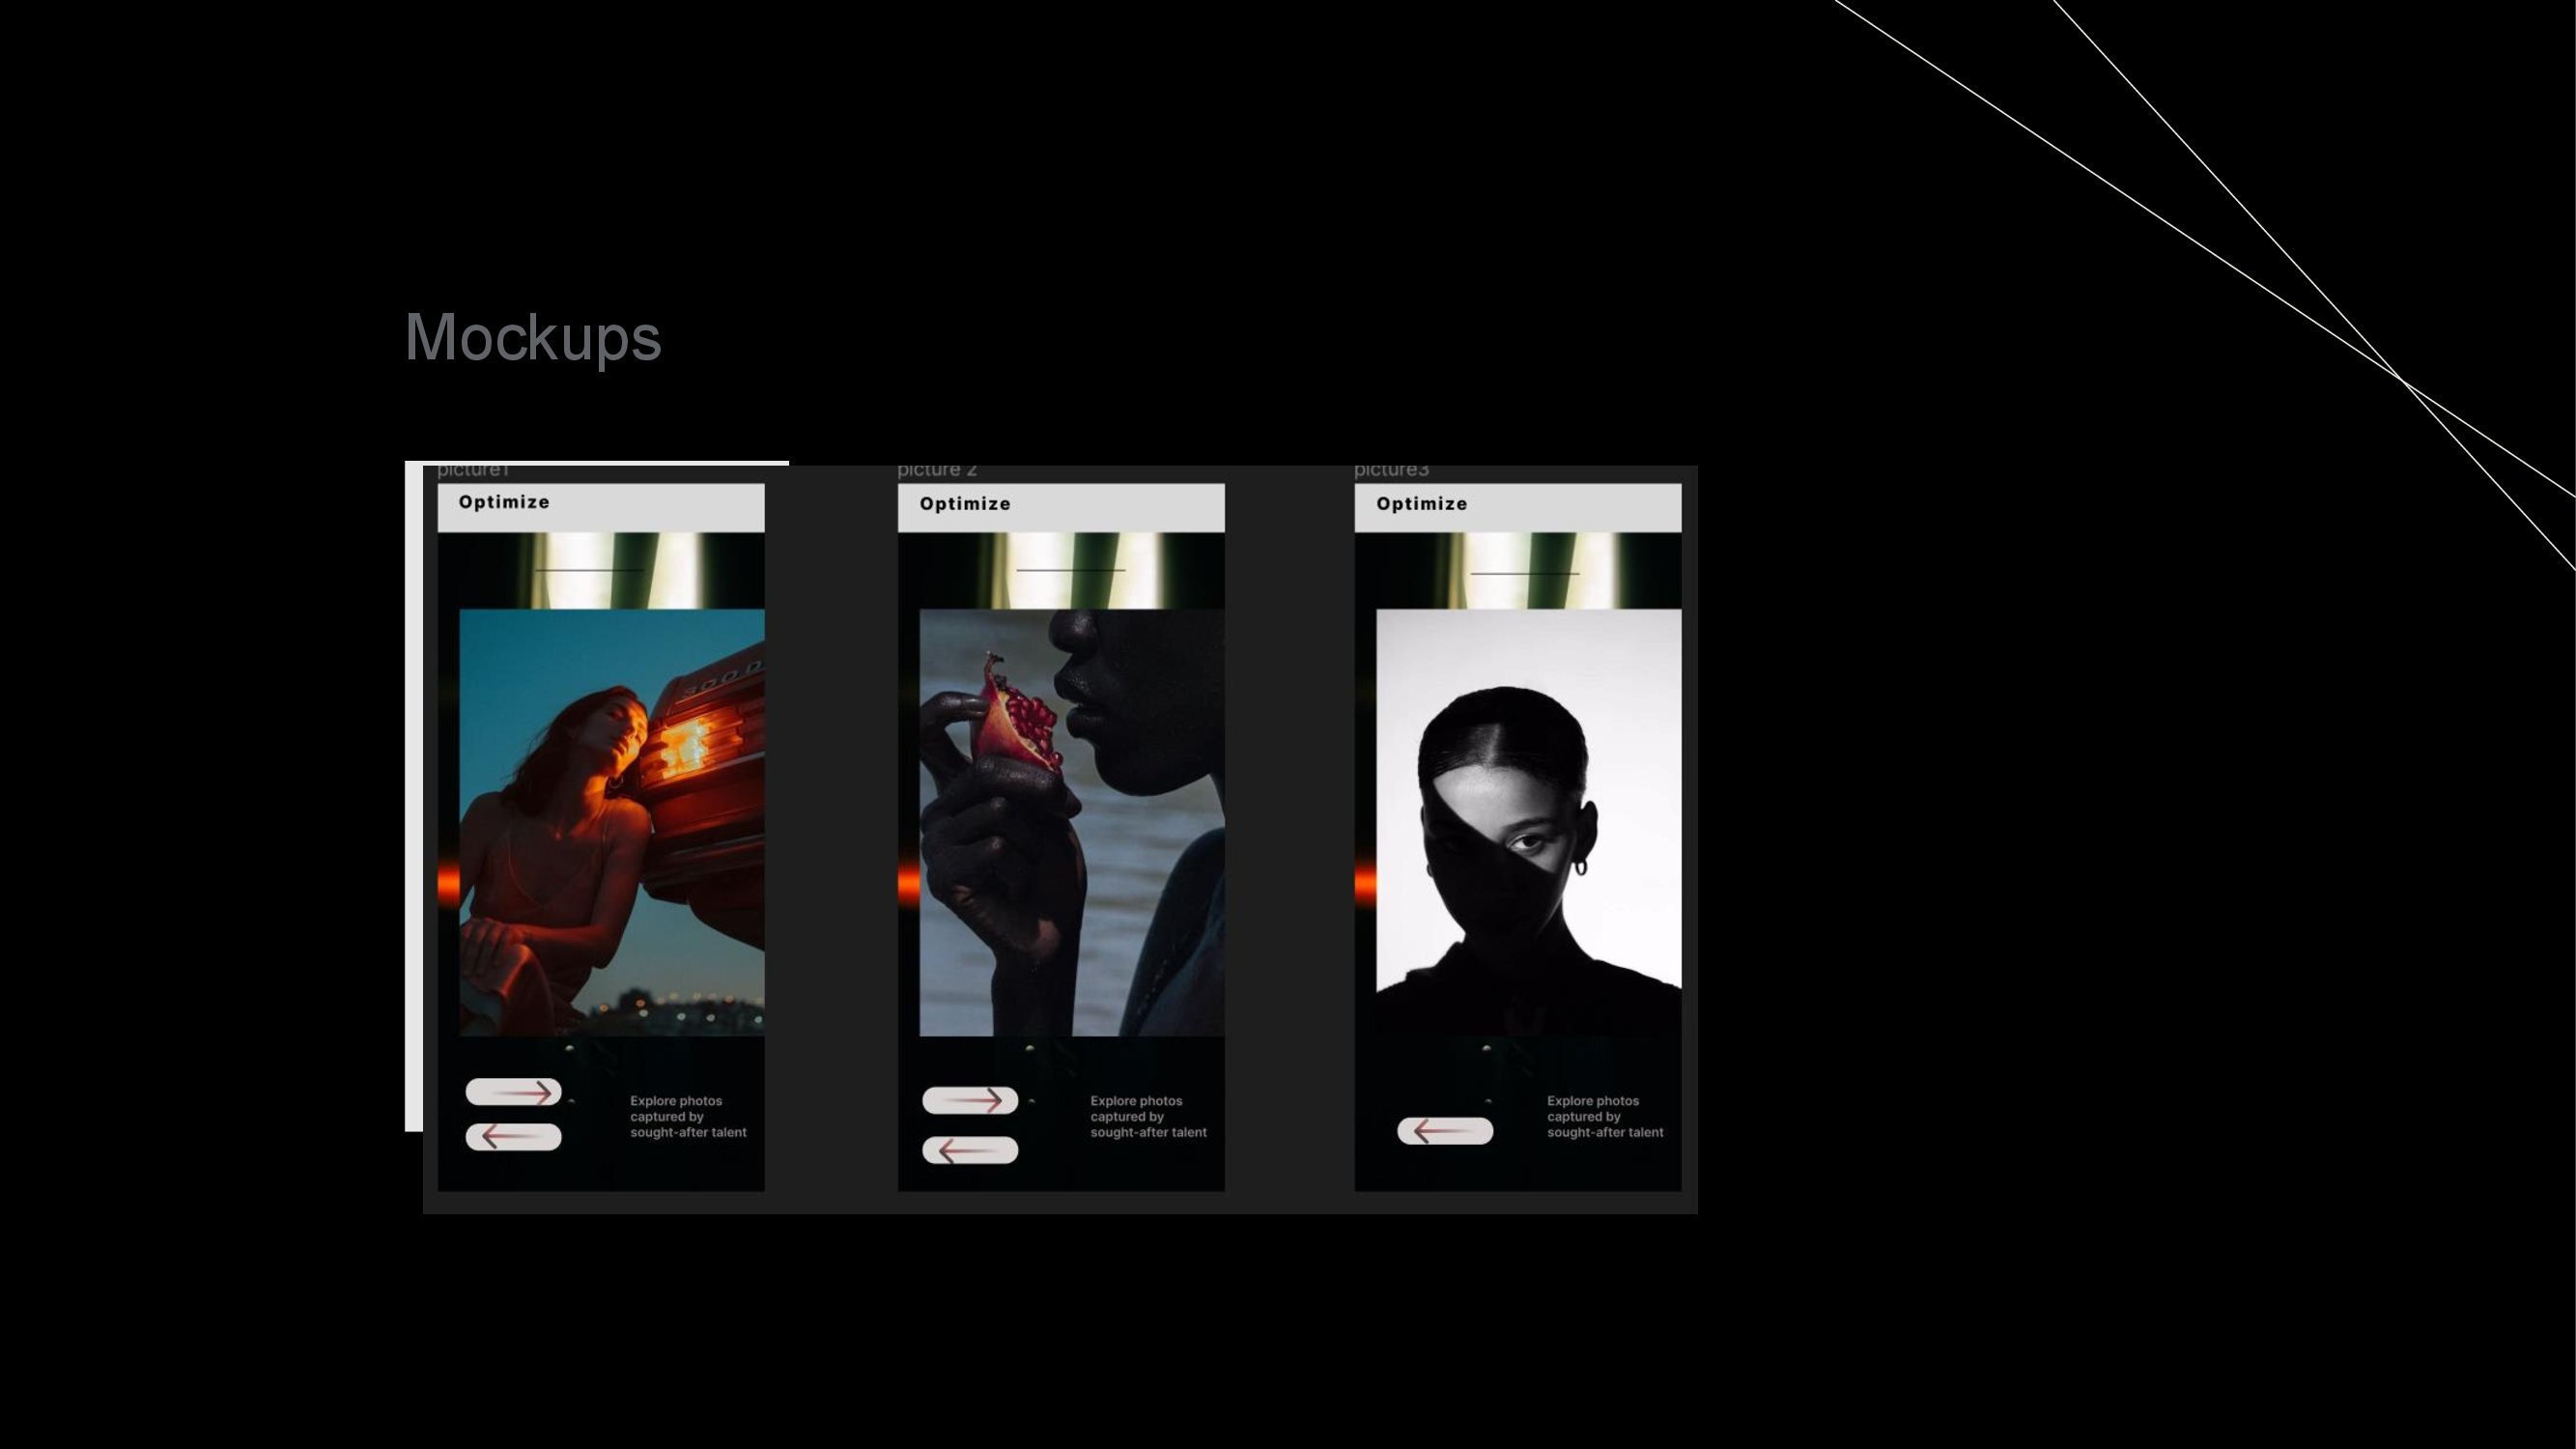 Mockups
picture1
picture 2
picture3
Optimize
Optimize
Optimize
Explore photos
captured by
sought-after talent
Explore photos
captured by
sought-after talent
Explore photos
captured by
sought-after talent